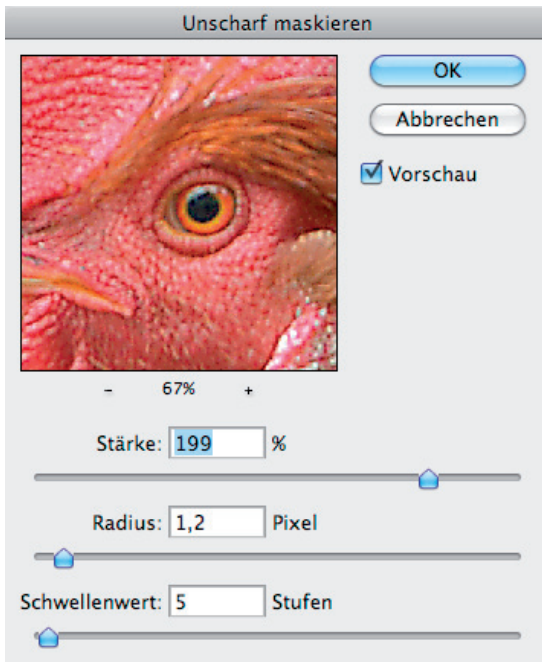 Unscharf maskieren
OK
Abbrechen
Vorschau
- 67% +
Stärke: 199 %
Radius: 1,2 Pixel
Schwellenwert: 5 Stufen